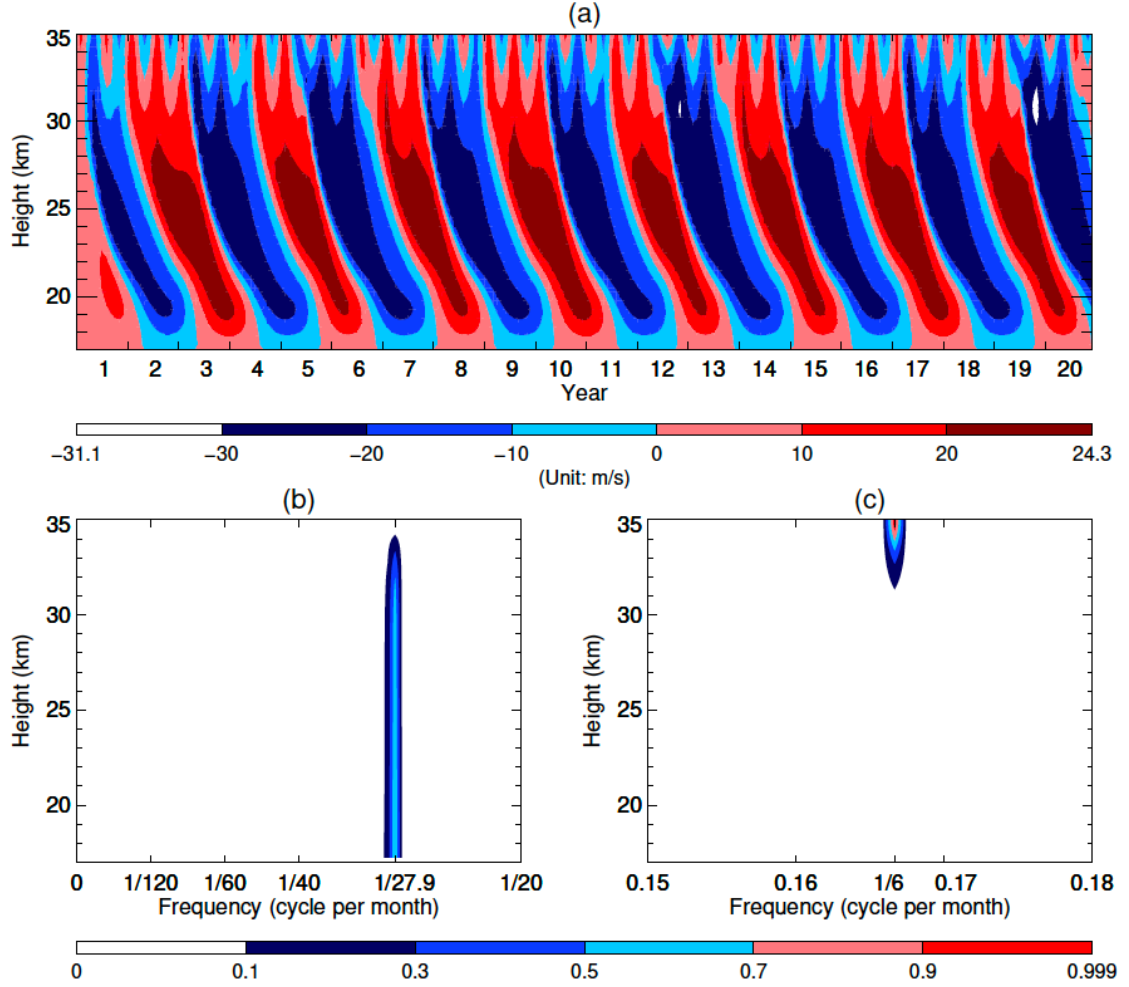 (a)
35
30
25
20
Height (km)
1 2 3 4 5 6 7 8 9 10 11 12 13 14 15 16 17 18 19 20
Year
−31.1 −30 −20 −10 0 10 20 24.3
(Unit: m/s)
(b)
35
30
25
20
Height (km)
0 1/120 1/60 1/40 1/27.9 1/20
Frequency (cycle per month)
(c)
35
30
25
20
Height (km)
0.15 0.16 1/6 0.17 0.18
Frequency (cycle per month)
0 0.1 0.3 0.5 0.7 0.9 0.999